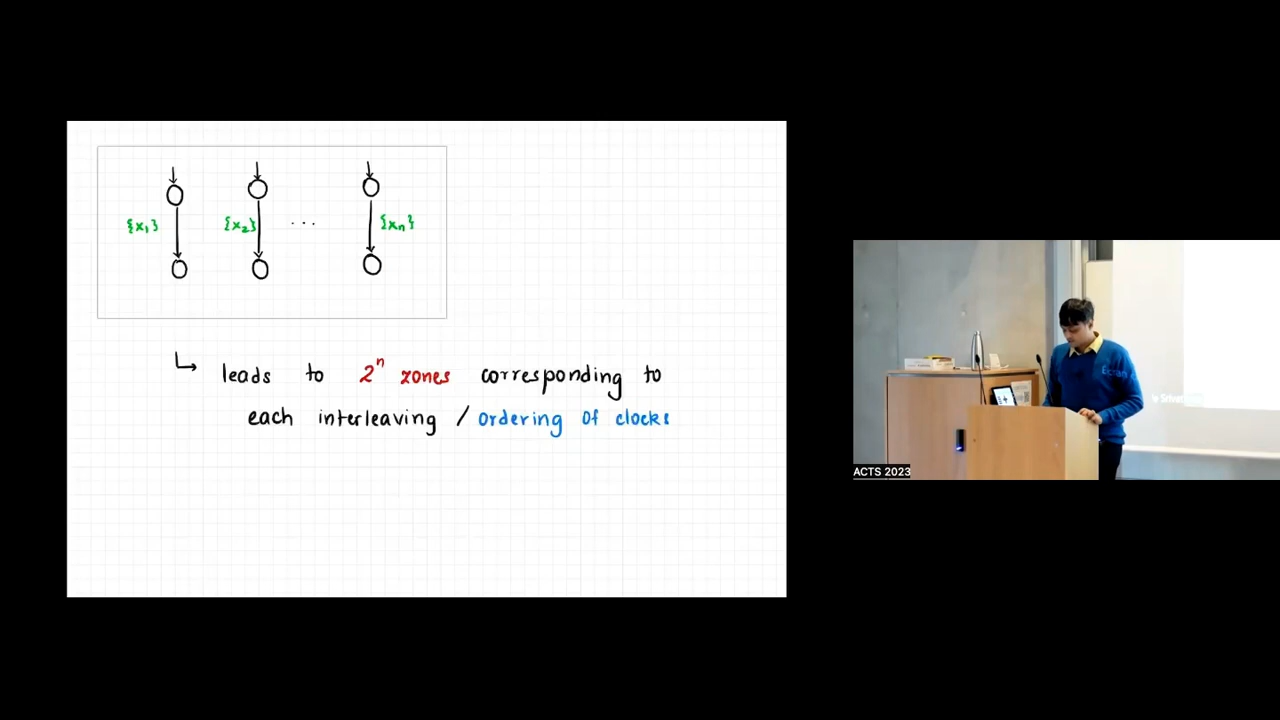 {x₁} {x₂} ... {xₙ}
leads to 2ⁿ zones corresponding to
each interleaving / ordering of clocks
ACTS 2023